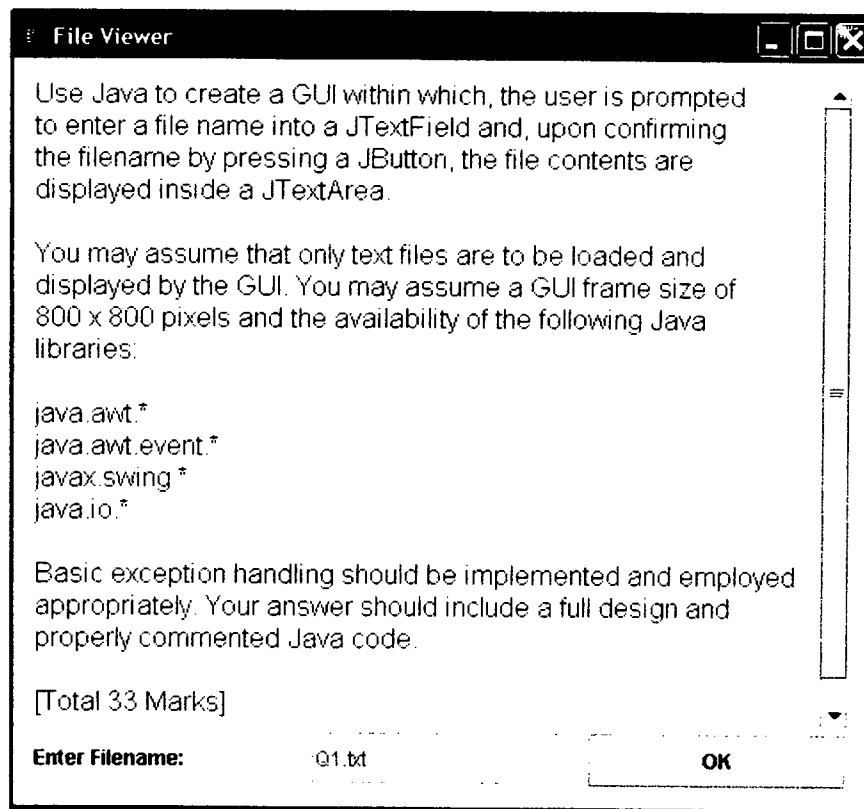 File Viewer
Use Java to create a GUI within which, the user is prompted
to enter a file name into a JTextField and, upon confirming
the filename by pressing a JButton, the file contents are
displayed inside a JTextArea.
You may assume that only text files are to be loaded and
displayed by the GUI. You may assume a GUI frame size of
800 x 800 pixels and the availability of the following Java
libraries:
java.awt.*
java.awt.event.*
javax.swing.*
java.io.*
Basic exception handling should be implemented and employed
appropriately. Your answer should include a full design and
properly commented Java code.
[Total 33 Marks]
Enter Filename: Q1.txt OK